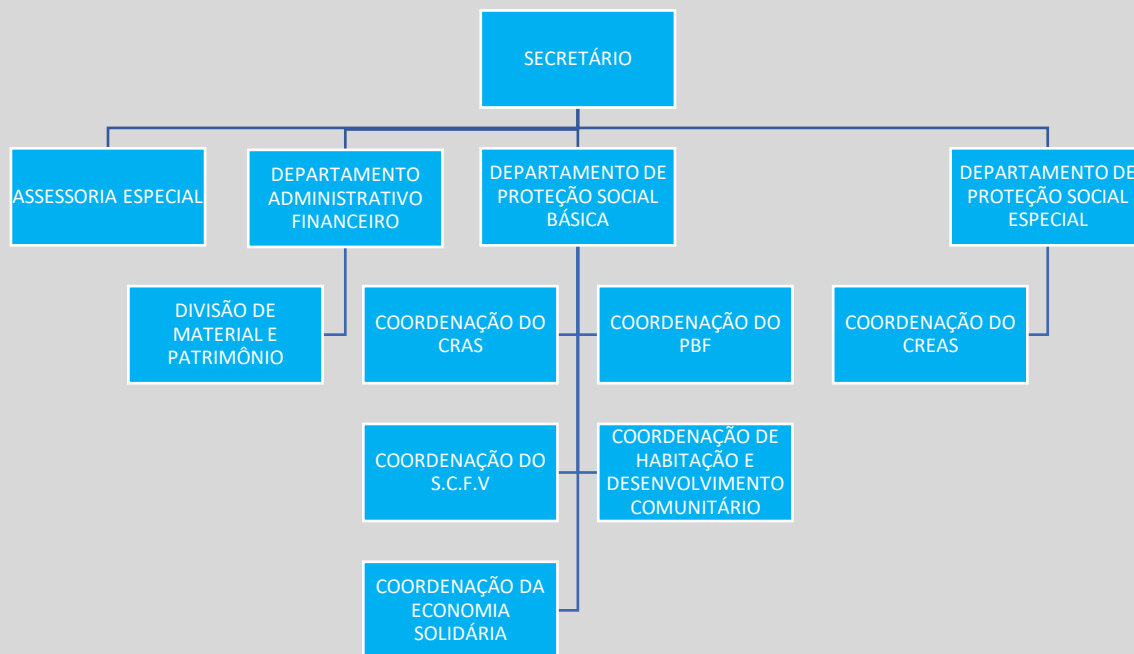 SECRETÁRIO
ASSESSORIA ESPECIAL
DEPARTAMENTO
ADMINISTRATIVO
FINANCEIRO
DEPARTAMENTO DE
PROTEÇÃO SOCIAL
BÁSICA
DEPARTAMENTO DE
PROTEÇÃO SOCIAL
ESPECIAL
DIVISÃO DE
MATERIAL E
PATRIMÔNIO
COORDENAÇÃO DO
CRAS
COORDENAÇÃO DO
PBF
COORDENAÇÃO DO
CREAS
COORDENAÇÃO DO
S.C.F.V
COORDENAÇÃO DE
HABITAÇÃO E
DESENVOLVIMENTO
COMUNITÁRIO
COORDENAÇÃO DA
ECONOMIA
SOLIDÁRIA